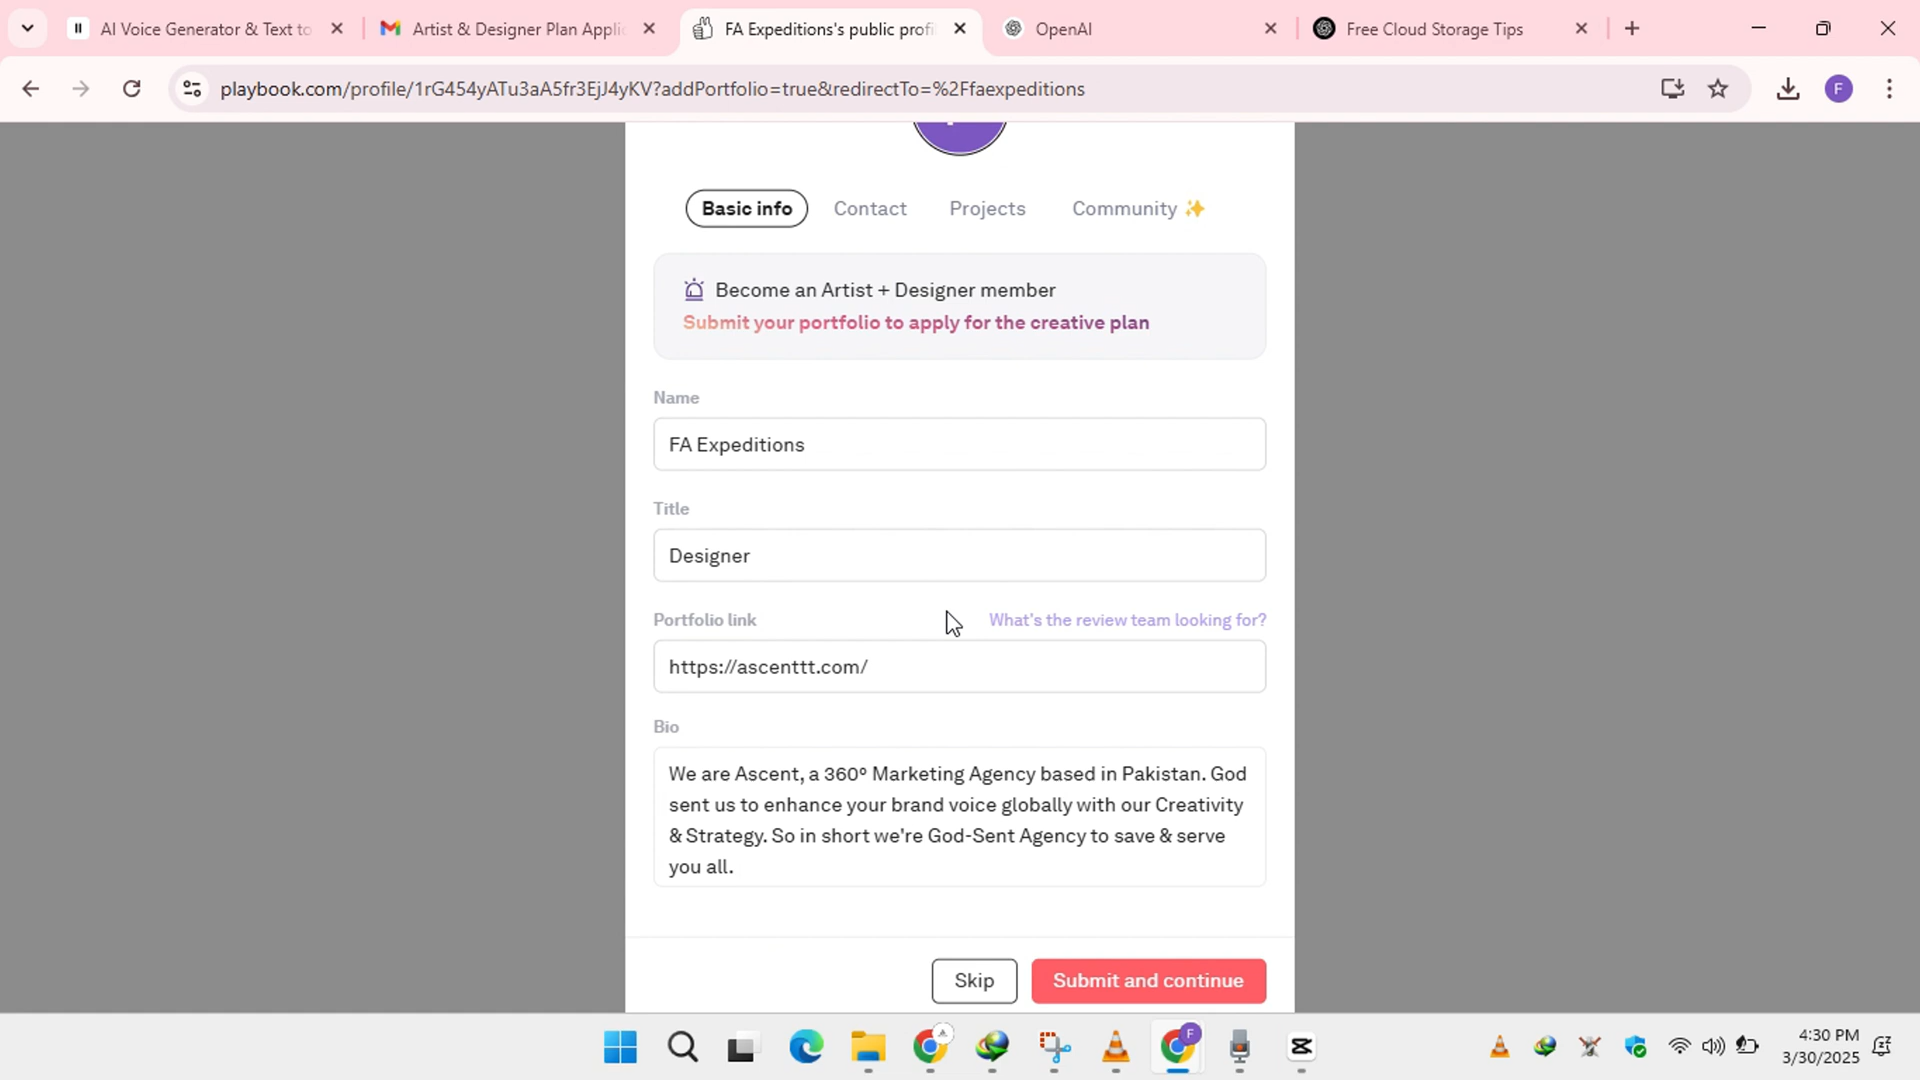 AI Voice Generator & Text to
Artist & Designer Plan Applic
FA Expeditions's public profi
OpenAI
Free Cloud Storage Tips
playbook.com/profile/1rG454yATu3aA5fr3EjJ4yKV?addPortfolio=true&redirectTo=%2Ffaexpeditions
F
Basic info
Contact
Projects
Community ✨
Become an Artist + Designer member
Submit your portfolio to apply for the creative plan
Name
FA Expeditions
Title
Designer
Portfolio link
What's the review team looking for?
https://ascenttt.com/
Bio
We are Ascent, a 360° Marketing Agency based in Pakistan. God
sent us to enhance your brand voice globally with our Creativity
& Strategy. So in short we're God-Sent Agency to save & serve
you all.
Skip
Submit and continue
F
4:30 PM
3/30/2025